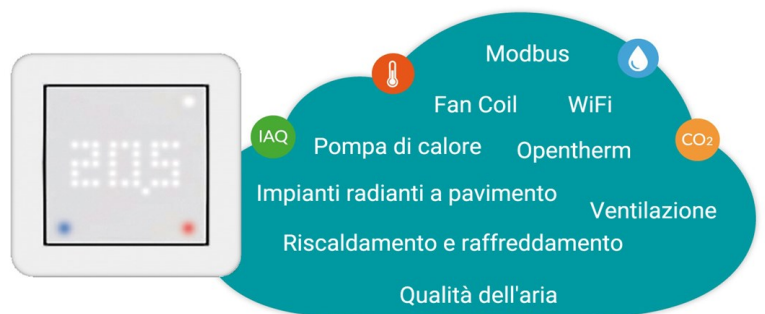 Modbus
Fan Coil
WiFi
IAQ
Pompa di calore
Opentherm
CO2
20,5
Impianti radianti a pavimento
Ventilazione
Riscaldamento e raffreddamento
Qualità dell'aria